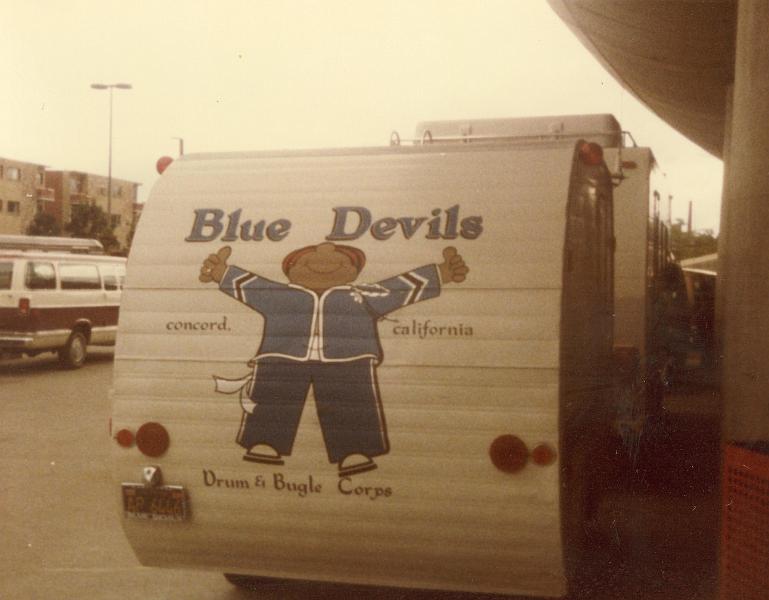 Blue Devils
concord, california
Drum & Bugle Corps